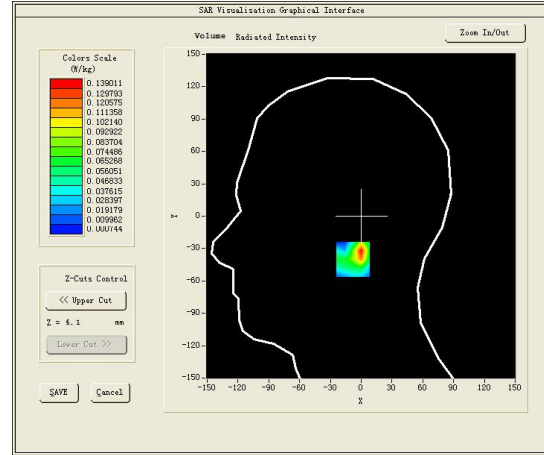 SAR Visualisation Graphical Interface
Volume Radiated Intensity
Zoom In/Out
Colors Scale
(W/kg)
0.139011
0.129793
0.120575
0.111358
0.102140
0.092922
0.083704
0.074486
0.065268
0.056051
0.046833
0.037615
0.028397
0.019179
0.009962
0.000744
Z-Cuts Control
<< Upper Cut
Z = 4.1 mm
Lower Cut >>
SAVE Cancel
150
120
90
60
30
0
-30
-60
-90
-120
-150
Y
-150 -120 -90 -60 -30 0 30 60 90 120 150
X